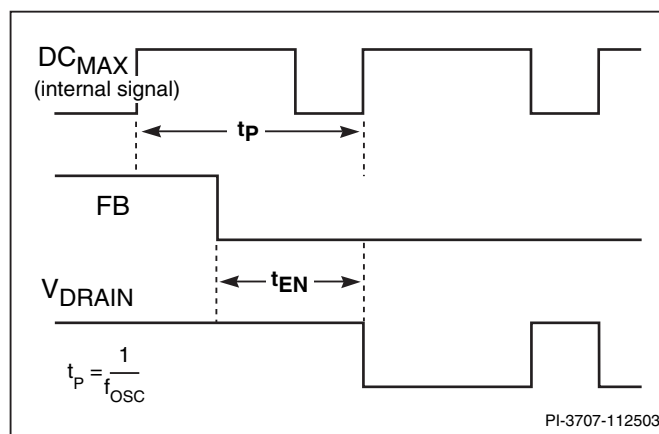 DCMAX
(internal signal)
tP
FB
tEN
VDRAIN
tP = 1/fOSC
PI-3707-112503